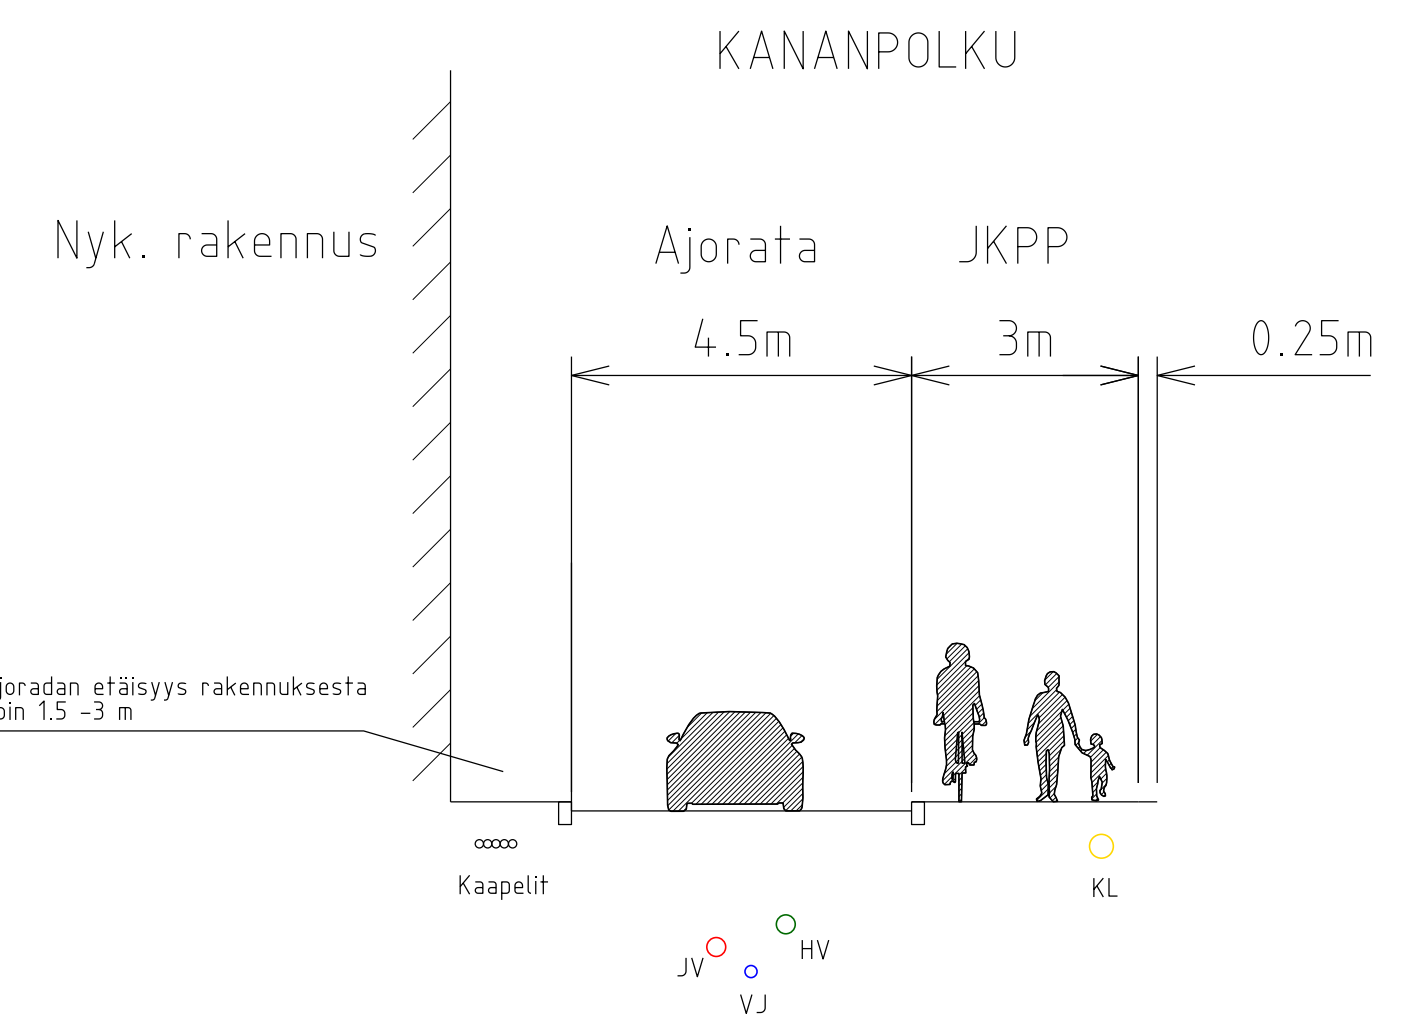 KANANPOLKU
Nyk. rakennus
Ajorata
JKPP
4.5m
3m
0.25m
joradan etäisyys rakennuksesta
oin 1.5 -3 m
Kaapelit
KL
HV
JV
VJ